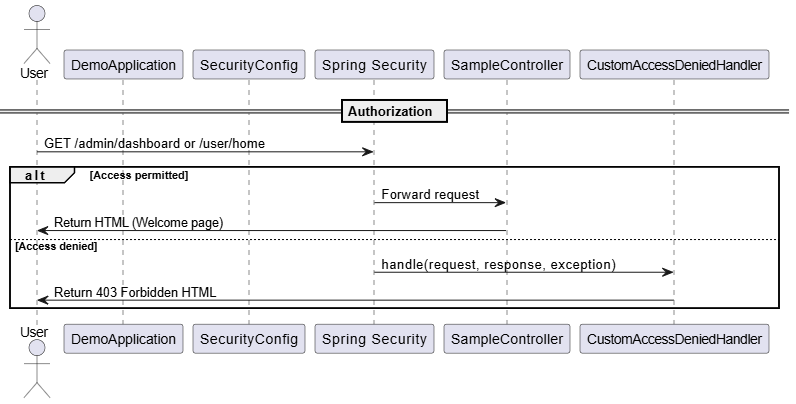 User
DemoApplication
SecurityConfig
Spring Security
SampleController
CustomAccessDeniedHandler
Authorization
GET /admin/dashboard or /user/home
alt
[Access permitted]
Forward request
Return HTML (Welcome page)
[Access denied]
handle(request, response, exception)
Return 403 Forbidden HTML
User
DemoApplication
SecurityConfig
Spring Security
SampleController
CustomAccessDeniedHandler